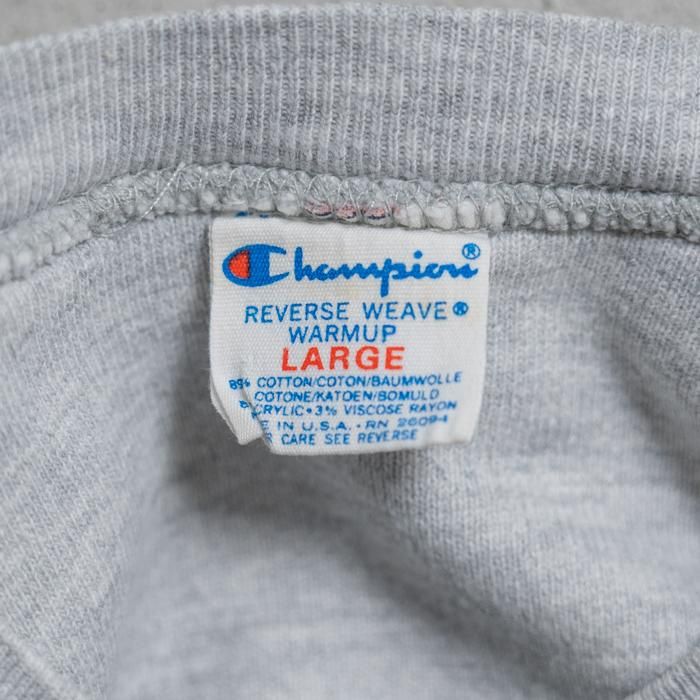 Champion®
REVERSE WEAVE®
WARMUP
LARGE
89% COTTON/COTON/BAUMWOLLE
COTONE/KATOEN/BOMULD
CRYLIC•3% VISCOSE RAYON
E IN U.S.A.•RN 26094
R CARE SEE REVERSE